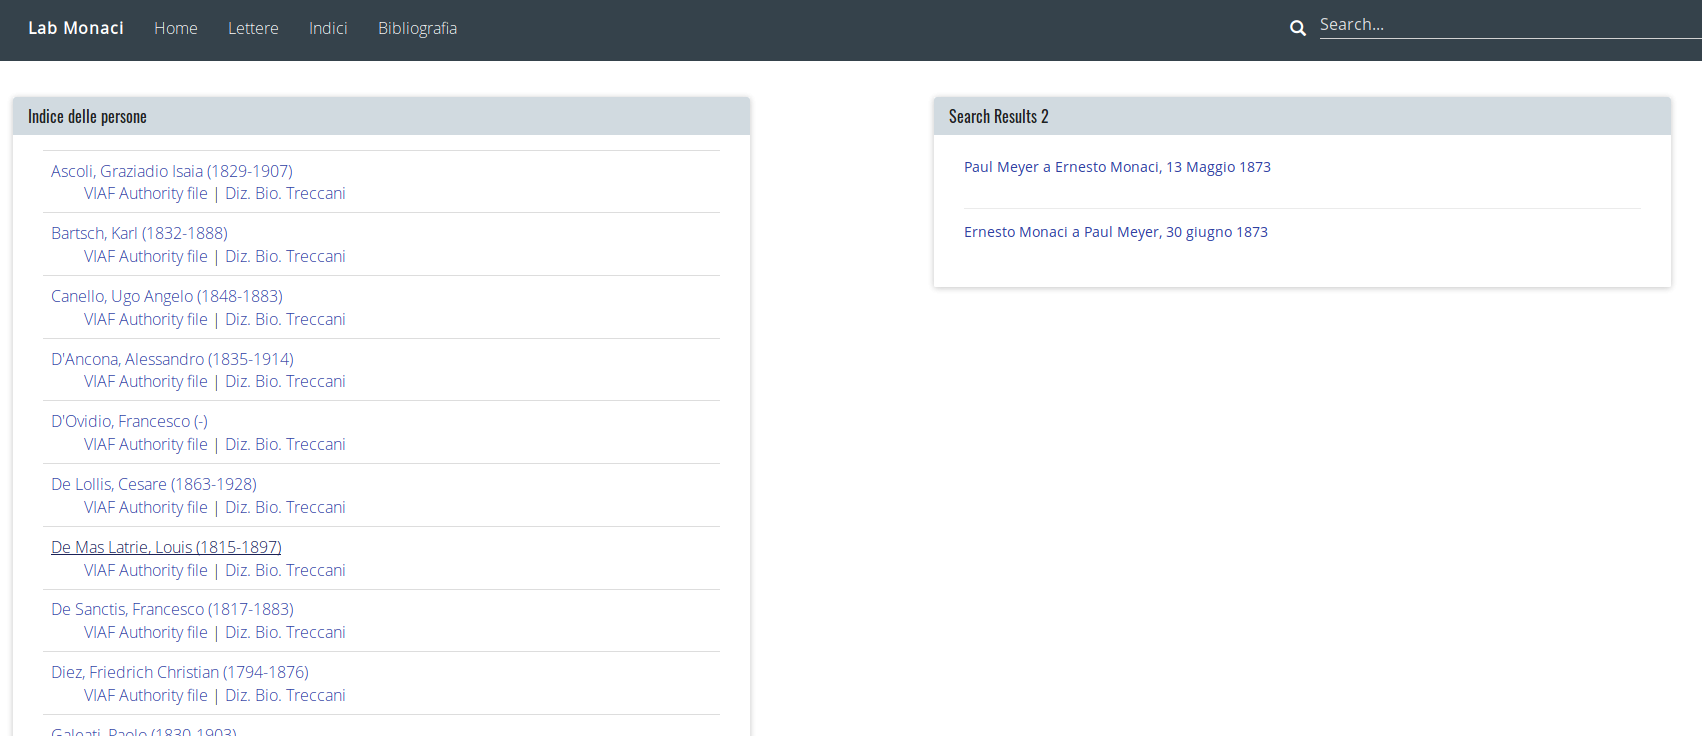 Lab Monaci Home Lettere Indici Bibliografia Search...
Indice delle persone
Ascoli, Graziadio Isaia (1829-1907)
VIAF Authority file | Diz. Bio. Treccani
Bartsch, Karl (1832-1888)
VIAF Authority file | Diz. Bio. Treccani
Canello, Ugo Angelo (1848-1883)
VIAF Authority file | Diz. Bio. Treccani
D'Ancona, Alessandro (1835-1914)
VIAF Authority file | Diz. Bio. Treccani
D'Ovidio, Francesco (-)
VIAF Authority file | Diz. Bio. Treccani
De Lollis, Cesare (1863-1928)
VIAF Authority file | Diz. Bio. Treccani
De Mas Latrie, Louis (1815-1897)
VIAF Authority file | Diz. Bio. Treccani
De Sanctis, Francesco (1817-1883)
VIAF Authority file | Diz. Bio. Treccani
Diez, Friedrich Christian (1794-1876)
VIAF Authority file | Diz. Bio. Treccani
Galeati, Paolo (1830-1903)
Search Results 2
Paul Meyer a Ernesto Monaci, 13 Maggio 1873
Ernesto Monaci a Paul Meyer, 30 giugno 1873